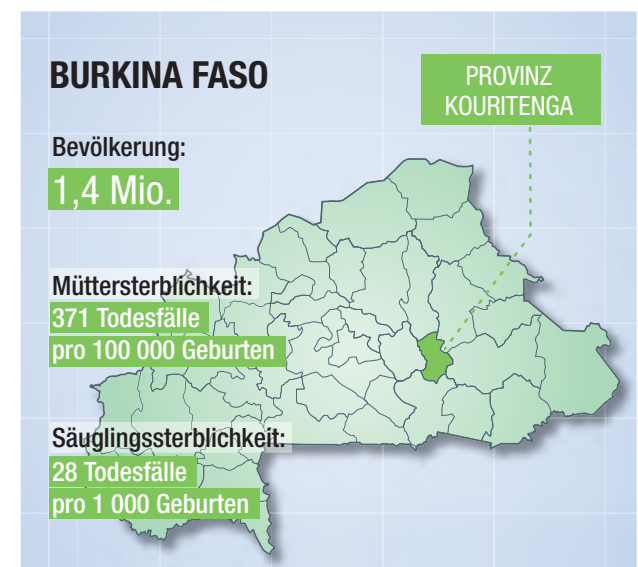 BURKINA FASO
PROVINZ
KOURITENGA
Bevölkerung:
1,4 Mio.
Müttersterblichkeit:
371 Todesfälle
pro 100 000 Geburten
Säuglingssterblichkeit:
28 Todesfälle
pro 1 000 Geburten